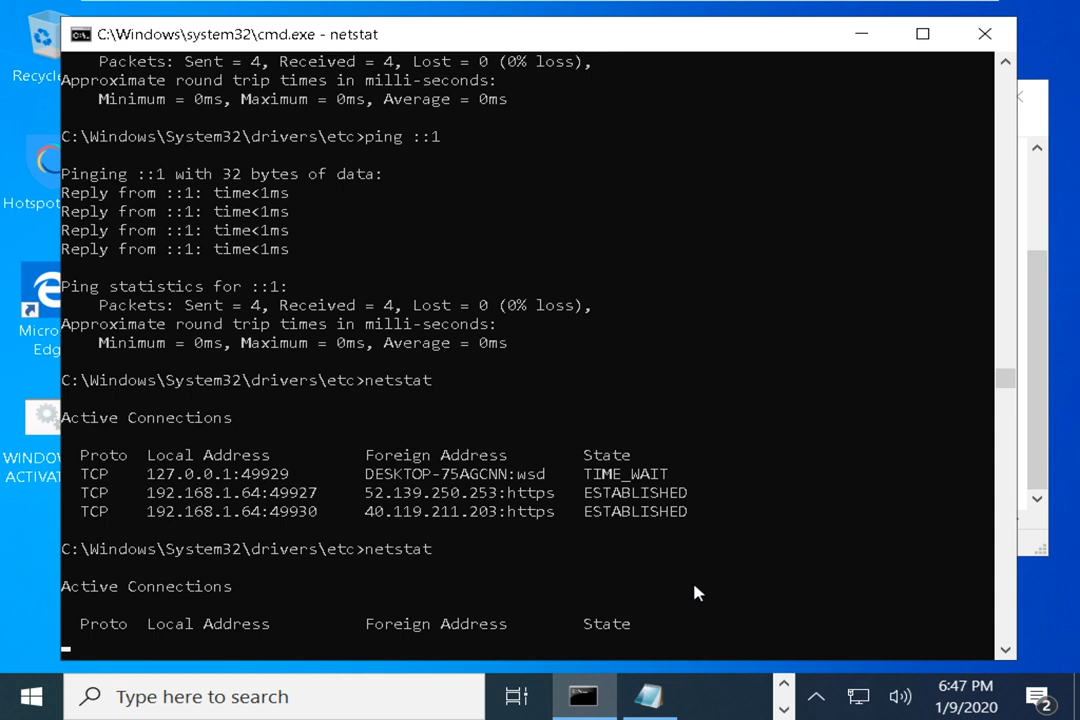 C:\Windows\system32\cmd.exe - netstat
Packets: Sent = 4, Received = 4, Lost = 0 (0% loss),
Approximate round trip times in milli-seconds:
Minimum = 0ms, Maximum = 0ms, Average = 0ms
C:\Windows\System32\drivers\etc>ping ::1
Pinging ::1 with 32 bytes of data:
Reply from ::1: time<1ms
Reply from ::1: time<1ms
Reply from ::1: time<1ms
Reply from ::1: time<1ms
Ping statistics for ::1:
Packets: Sent = 4, Received = 4, Lost = 0 (0% loss),
Approximate round trip times in milli-seconds:
Minimum = 0ms, Maximum = 0ms, Average = 0ms
C:\Windows\System32\drivers\etc>netstat
Active Connections
Proto Local Address Foreign Address State
TCP 127.0.0.1:49929 DESKTOP-75AGCNN:wsd TIME_WAIT
TCP 192.168.1.64:49927 52.139.250.253:https ESTABLISHED
TCP 192.168.1.64:49930 40.119.211.203:https ESTABLISHED
C:\Windows\System32\drivers\etc>netstat
Active Connections
Proto Local Address Foreign Address State
Recycl
Hotspot
Micro
Edg
WINDOW
ACTIVAT
Type here to search
6:47 PM
1/9/2020
2